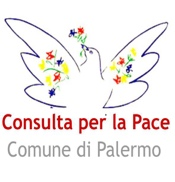 Consulta per la Pace
Comune di Palermo